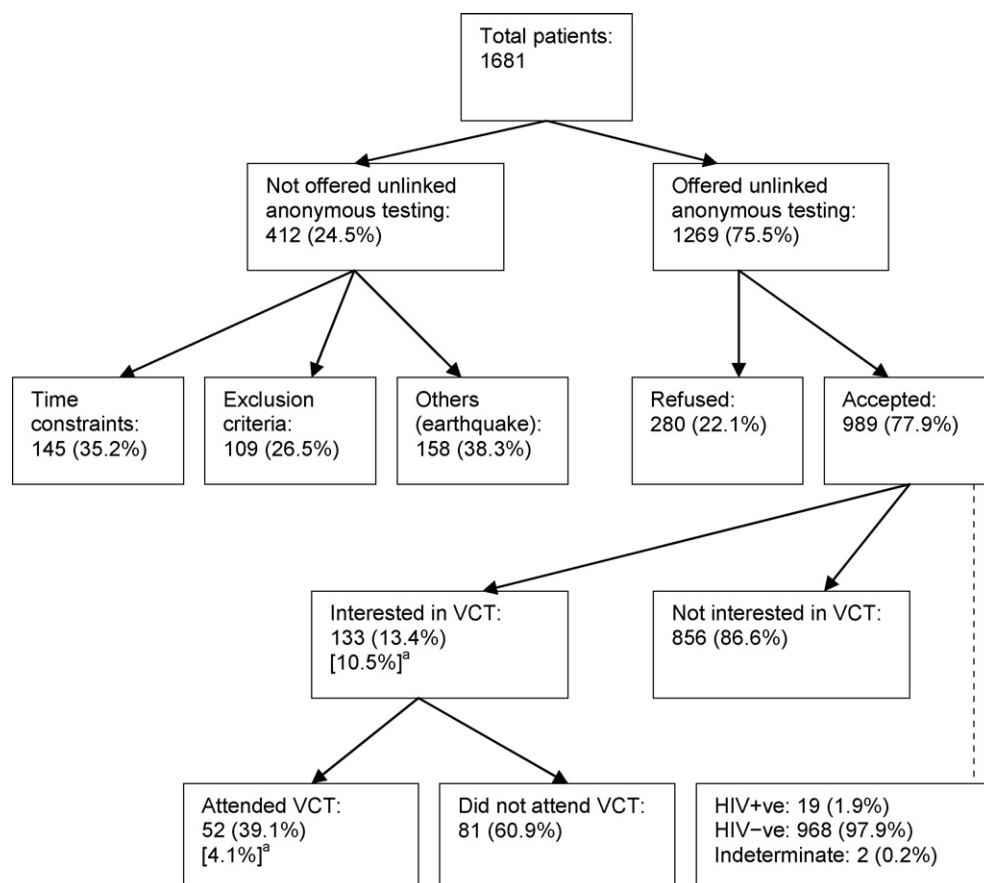 Total patients:
1681
Not offered unlinked
anonymous testing:
412 (24.5%)
Offered unlinked
anonymous testing:
1269 (75.5%)
Time
constraints:
145 (35.2%)
Exclusion
criteria:
109 (26.5%)
Others
(earthquake):
158 (38.3%)
Refused:
280 (22.1%)
Accepted:
989 (77.9%)
Interested in VCT:
133 (13.4%)
[10.5%]ᵃ
Not interested in VCT:
856 (86.6%)
Attended VCT:
52 (39.1%)
[4.1%]ᵃ
Did not attend VCT:
81 (60.9%)
HIV+ve: 19 (1.9%)
HIV−ve: 968 (97.9%)
Indeterminate: 2 (0.2%)